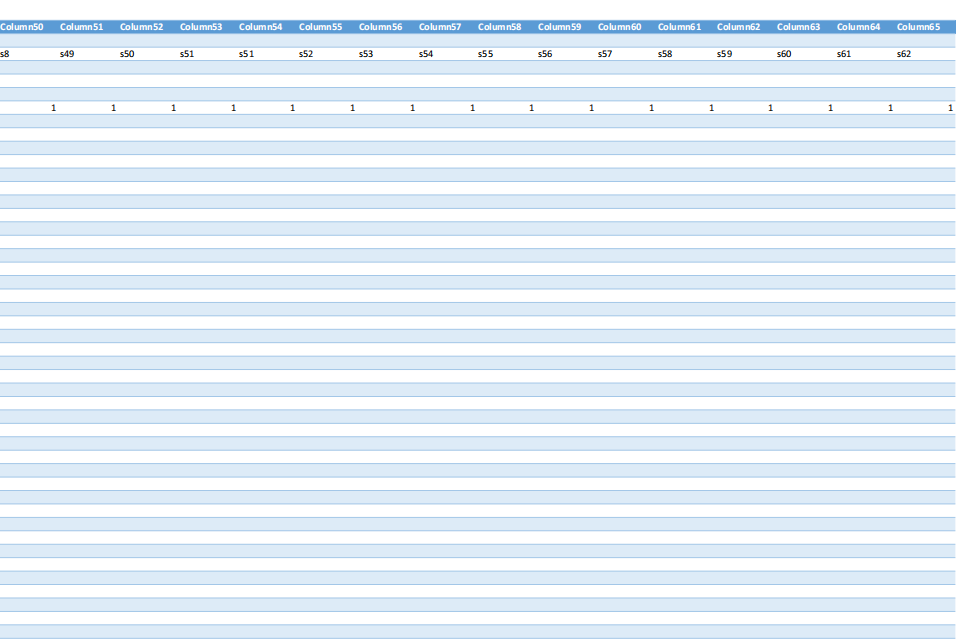 Column50 Column51 Column52 Column53 Column54 Column55 Column56 Column57 Column58 Column59 Column60 Column61 Column62 Column63 Column64 Column65
s8 s49 s50 s51 s51 s52 s53 s54 s55 s56 s57 s58 s59 s60 s61 s62
1 1 1 1 1 1 1 1 1 1 1 1 1 1 1 1